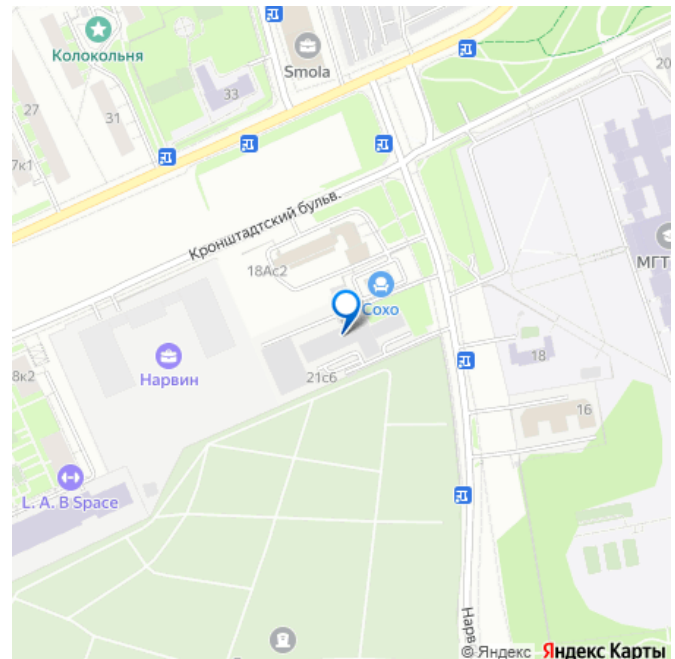 Колокольня
Smola
33
27
31
7к1
20
Кронштадтский бульв.
18Ас2
МГТ
Сохо
Нарвин
18
8к2
21с6
16
L. A. B Space
Нарв
© Яндекс Яндекс Карты